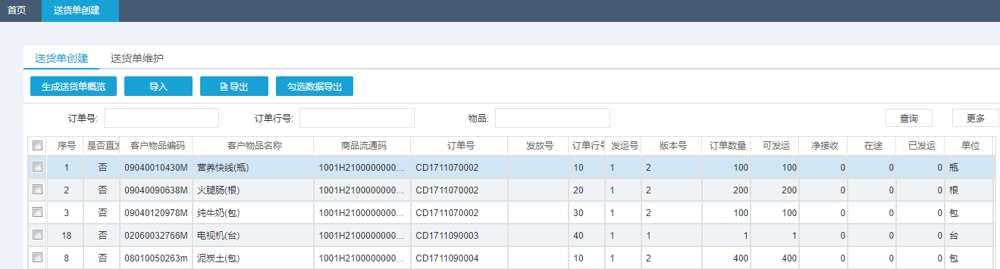 首页 送货单创建
送货单创建 送货单维护
生成送货单概览 导入 导出 勾选数据导出
订单号: 订单行号: 物品: 查询 更多
序号 是否直发 客户物品编码 客户物品名称 商品流通码 订单号 发放号 订单行号 发运号 版本号 订单数量 可发运 净接收 在途 已发运 单位
1 否 09040010430M 营养快线(瓶) 1001H2100000000... CD1711070002 10 1 2 100 100 0 0 0 瓶
2 否 09040090638M 火腿肠(根) 1001H2100000000... CD1711070002 20 1 2 200 200 0 0 0 根
3 否 09040120978M 纯牛奶(包) 1001H2100000000... CD1711070002 30 1 2 100 100 0 0 0 包
18 否 02060032766M 电视机(台) 1001H2100000000... CD1711090003 40 1 1 1 1 0 0 0 台
8 否 08010050263m 泥炭土(包) 1001H2100000000... CD1711090004 10 1 2 400 400 0 0 0 包